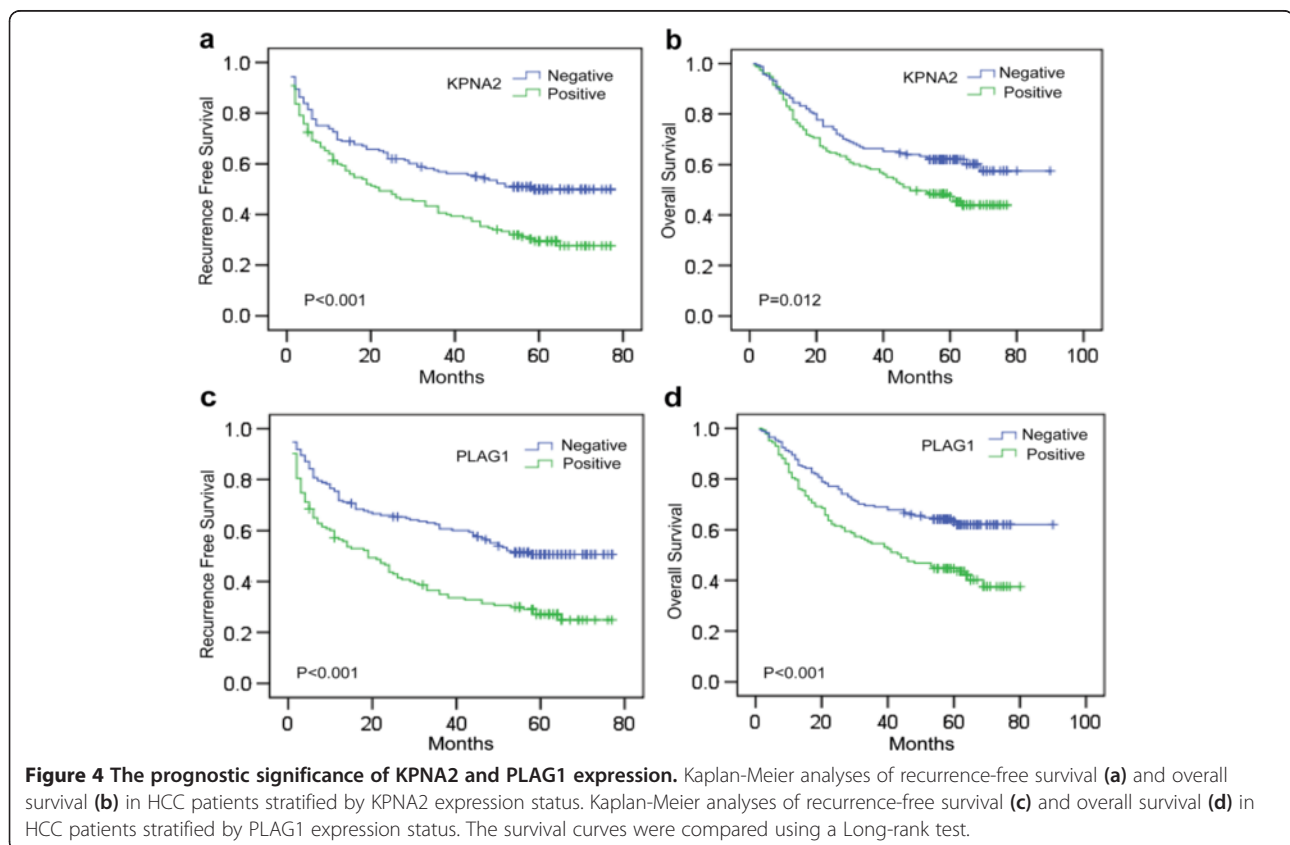 a
KPNA2
Negative
Positive
Recurrence Free Survival
1.0
0.8
0.6
0.4
0.2
0.0
P<0.001
0 20 40 60 80
Months
b
KPNA2
Negative
Positive
Overall Survival
1.0
0.8
0.6
0.4
0.2
0.0
P=0.012
0 20 40 60 80 100
Months
c
PLAG1
Negative
Positive
Recurrence Free Survival
1.0
0.8
0.6
0.4
0.2
0.0
P<0.001
0 20 40 60 80
Months
d
PLAG1
Negative
Positive
Overall Survival
1.0
0.8
0.6
0.4
0.2
0.0
P<0.001
0 20 40 60 80 100
Months
Figure 4 The prognostic significance of KPNA2 and PLAG1 expression. Kaplan-Meier analyses of recurrence-free survival (a) and overall
survival (b) in HCC patients stratified by KPNA2 expression status. Kaplan-Meier analyses of recurrence-free survival (c) and overall survival (d) in
HCC patients stratified by PLAG1 expression status. The survival curves were compared using a Long-rank test.